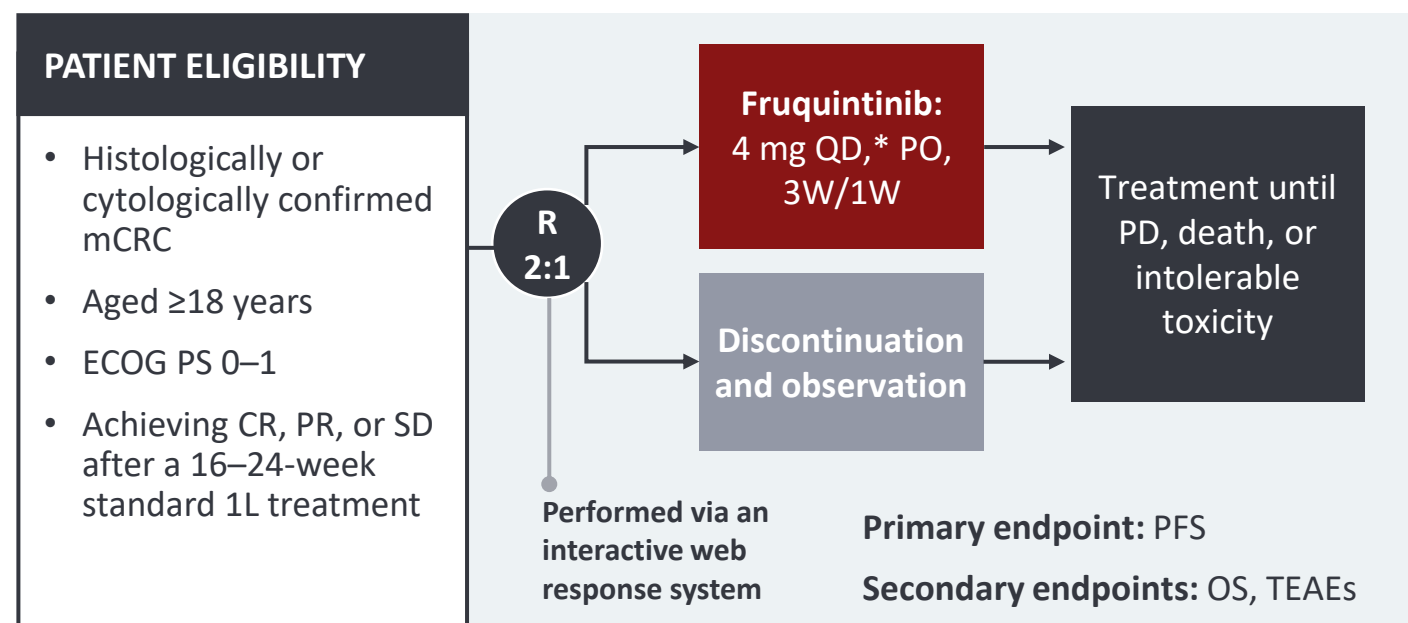 PATIENT ELIGIBILITY
• Histologically or
cytologically confirmed
mCRC
• Aged ≥18 years
• ECOG PS 0–1
• Achieving CR, PR, or SD
after a 16–24-week
standard 1L treatment
R
2:1
Performed via an
interactive web
response system
Fruquintinib:
4 mg QD,* PO,
3W/1W
Discontinuation
and observation
Treatment until
PD, death, or
intolerable
toxicity
Primary endpoint: PFS
Secondary endpoints: OS, TEAEs